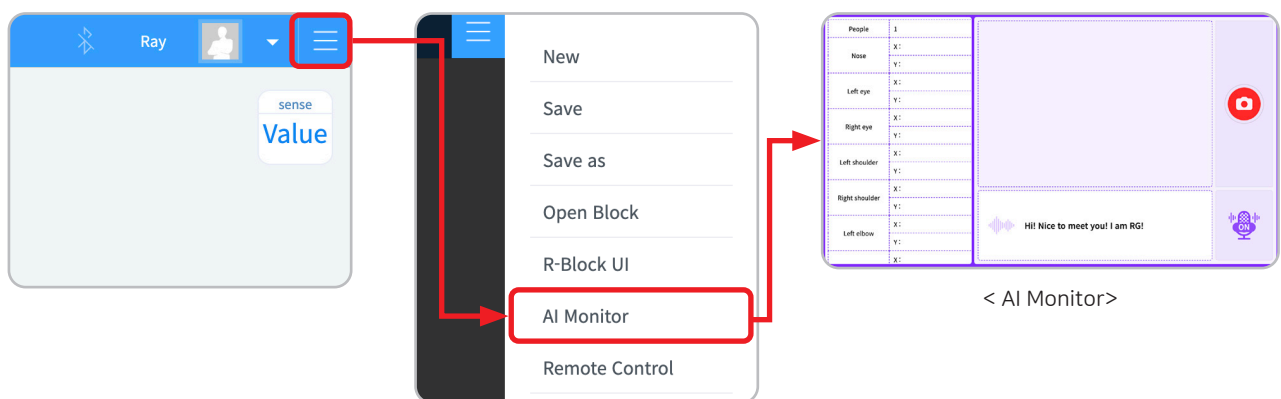 Ray
sense
Value
New
Save
Save as
Open Block
R-Block UI
AI Monitor
Remote Control
People 1
Nose X :
Y :
Left eye X :
Y :
Right eye X :
Y :
Left shoulder X :
Y :
Right shoulder X :
Y :
Left elbow X :
Y :
X :
Hi! Nice to meet you! I am RG!
ON
< AI Monitor>